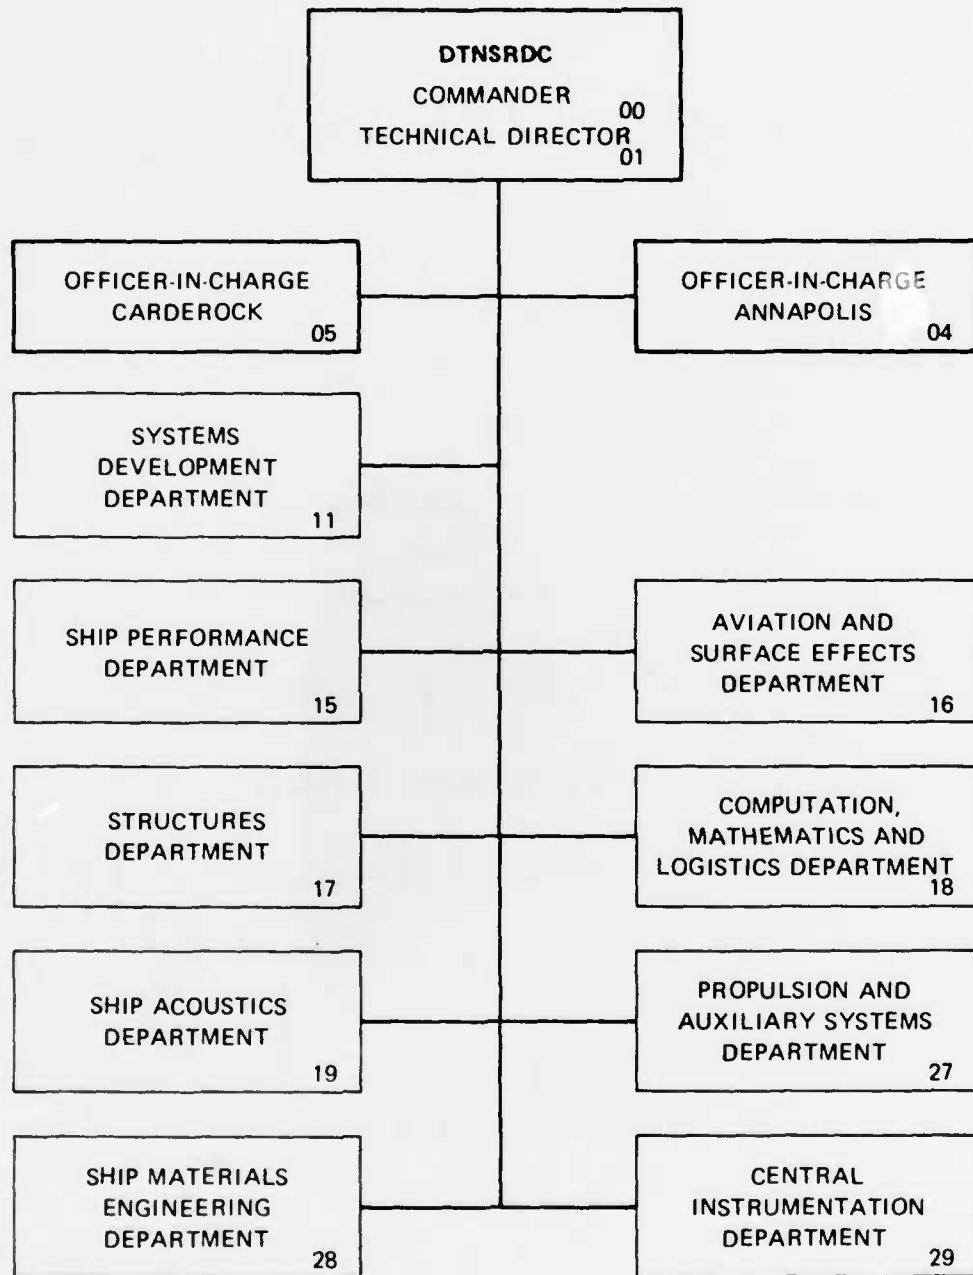 DTNSRDC
COMMANDER 00
TECHNICAL DIRECTOR 01
OFFICER-IN-CHARGE
CARDEROCK
05
OFFICER-IN-CHARGE
ANNAPOLIS
04
SYSTEMS
DEVELOPMENT
DEPARTMENT
11
SHIP PERFORMANCE
DEPARTMENT
15
AVIATION AND
SURFACE EFFECTS
DEPARTMENT
16
STRUCTURES
DEPARTMENT
17
COMPUTATION,
MATHEMATICS AND
LOGISTICS DEPARTMENT
18
SHIP ACOUSTICS
DEPARTMENT
19
PROPULSION AND
AUXILIARY SYSTEMS
DEPARTMENT
27
SHIP MATERIALS
ENGINEERING
DEPARTMENT
28
CENTRAL
INSTRUMENTATION
DEPARTMENT
29